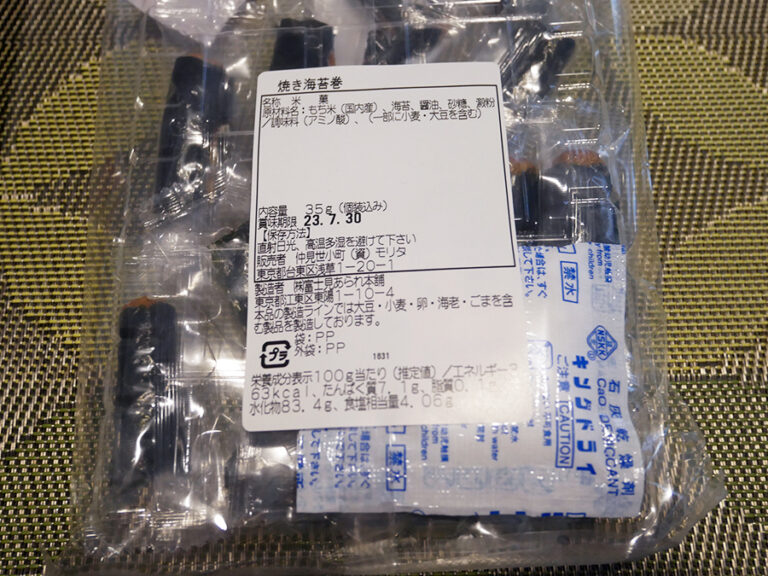 焼き海苔巻
名称 米 菓
原材料名:もち米(国内産)、海苔、醤油、砂糖、澱粉
/調味料(アミノ酸)、(一部に小麦・大豆を含む)
内容量 35g(個装込み)
賞味期限 23.7.30
【保存方法】
直射日光、高温多湿を避けて下さい
販売者 仲見世小町(資)モリタ
東京都台東区浅草1-20-1
製造者 ㈱富士見あられ本舗
東京都江東区東陽1-10-4
本品の製造ラインでは大豆・小麦・卵・海老・ごまを含
む製品を製造しております。
袋:PP
外袋:PP
プラ
1631
栄養成分表示100g当たり(推定値)/エネルギー3
63kcal、たんぱく質7.1g、脂質0.1g
水化物83.4g、食塩相当量4.06g
禁水
NSKK
石灰乾燥剤
CaO DESICCANT
キングドライ
ご注意 CAUTION
禁水